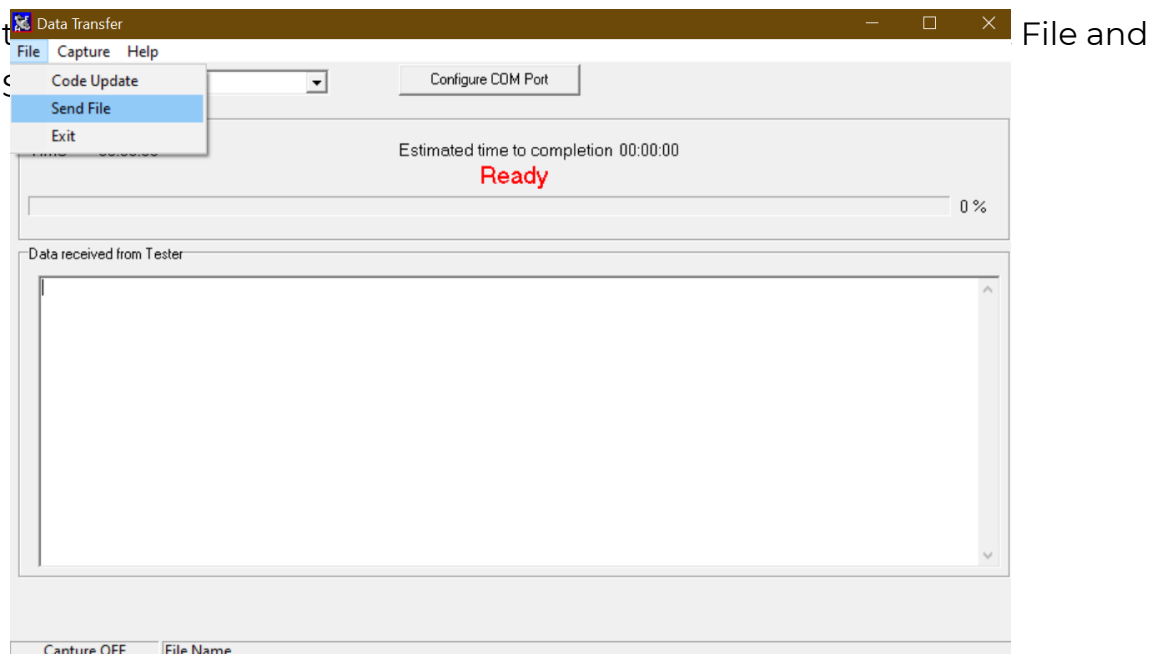 Data Transfer
File and
File Capture Help
Code Update
Configure COM Port
Send File
Exit
Estimated time to completion 00:00:00
Ready
0 %
Data received from Tester
Capture OFF File Name